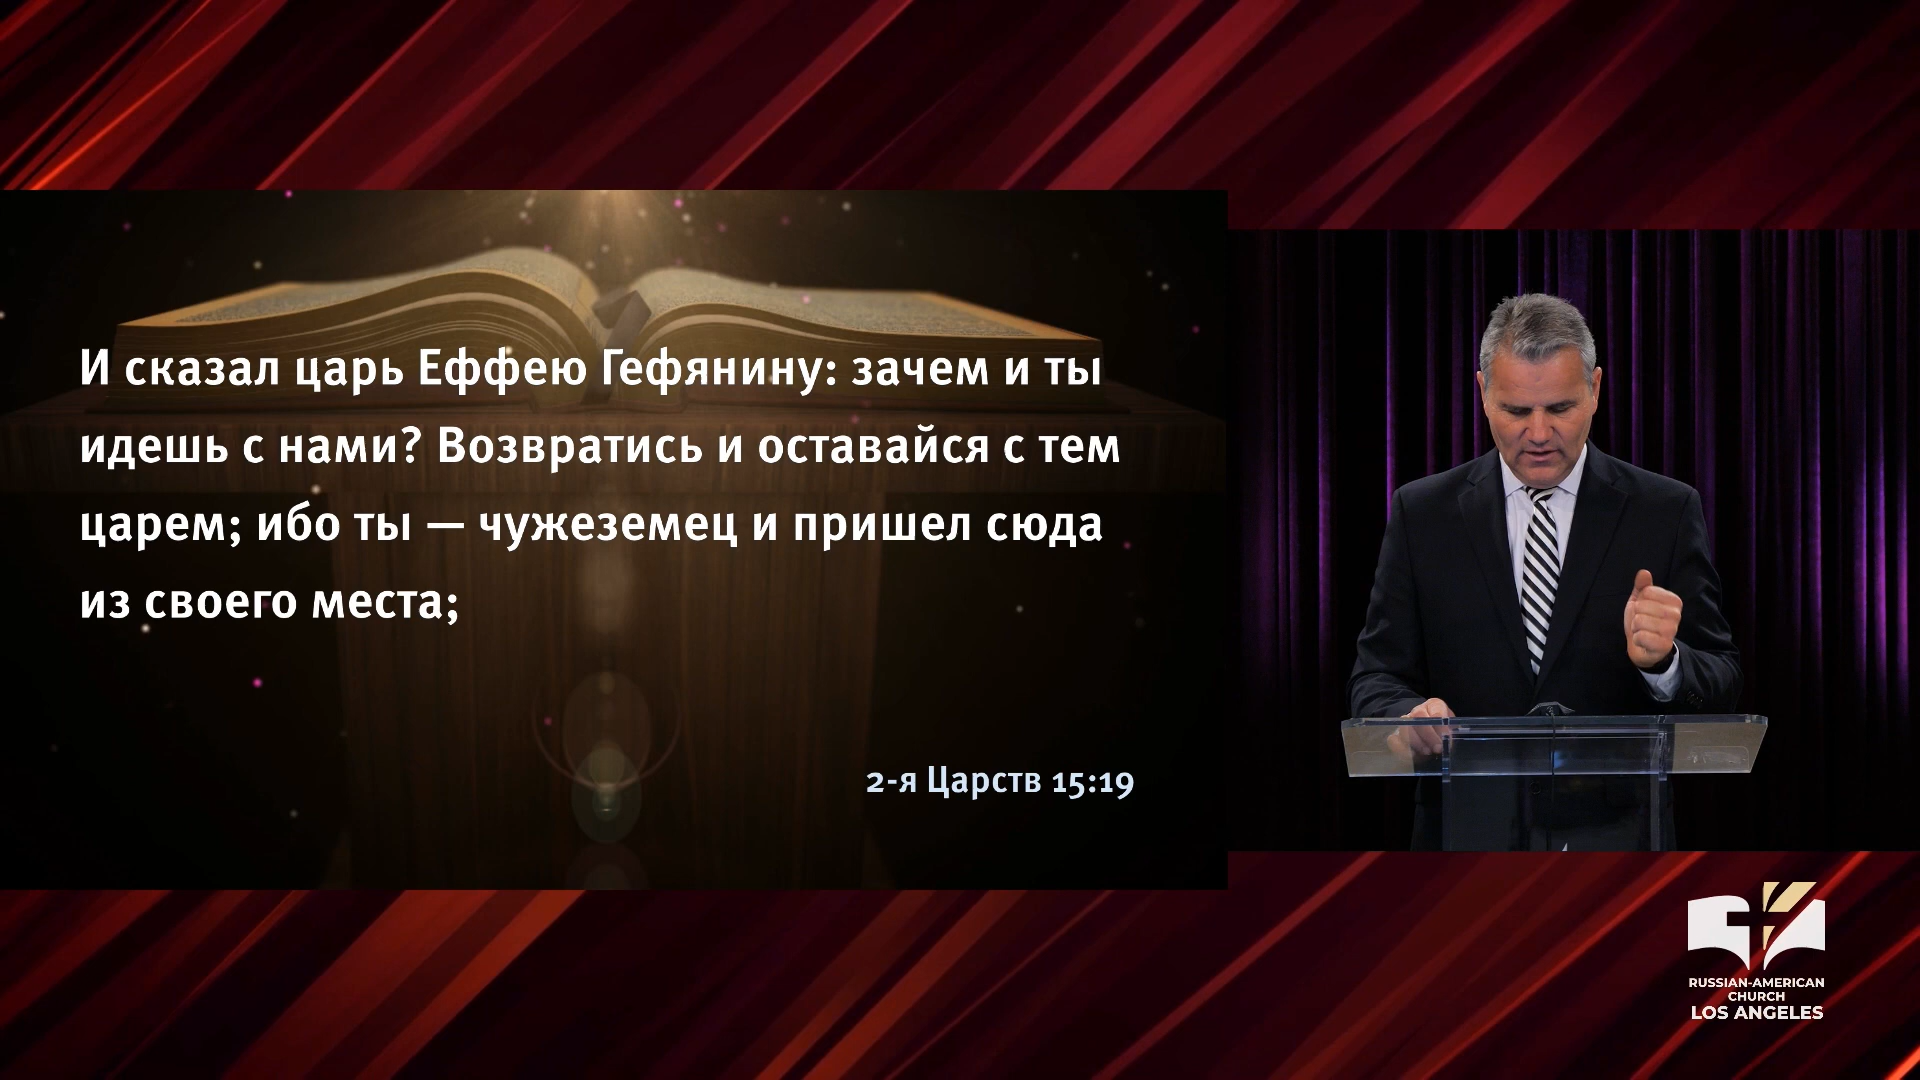 И сказал царь Еффею Гефянину: зачем и ты
идешь с нами? Возвратись и оставайся с тем
царем; ибо ты — чужеземец и пришел сюда
из своего места;
2-я Царств 15:19
RUSSIAN-AMERICAN
CHURCH
LOS ANGELES